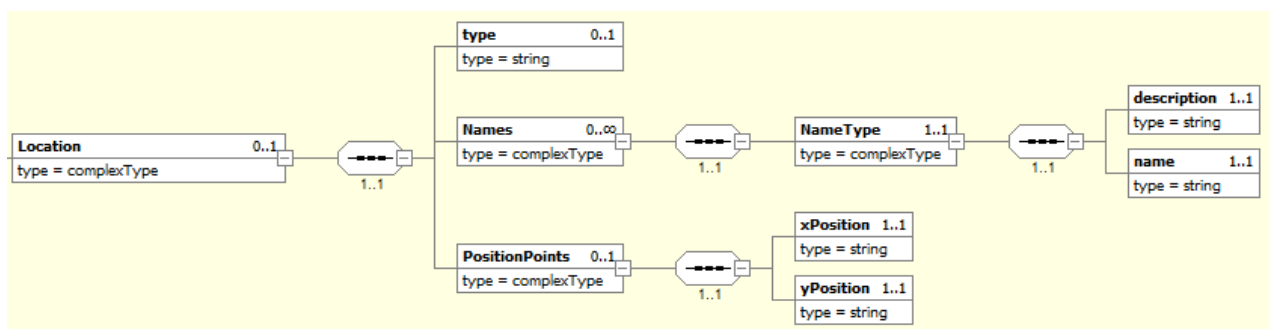 type 0..1
type = string
Names 0..∞
type = complexType
1..1
NameType 1..1
type = complexType
1..1
description 1..1
type = string
name 1..1
type = string
Location 0..1
type = complexType
1..1
PositionPoints 0..1
type = complexType
1..1
xPosition 1..1
type = string
yPosition 1..1
type = string